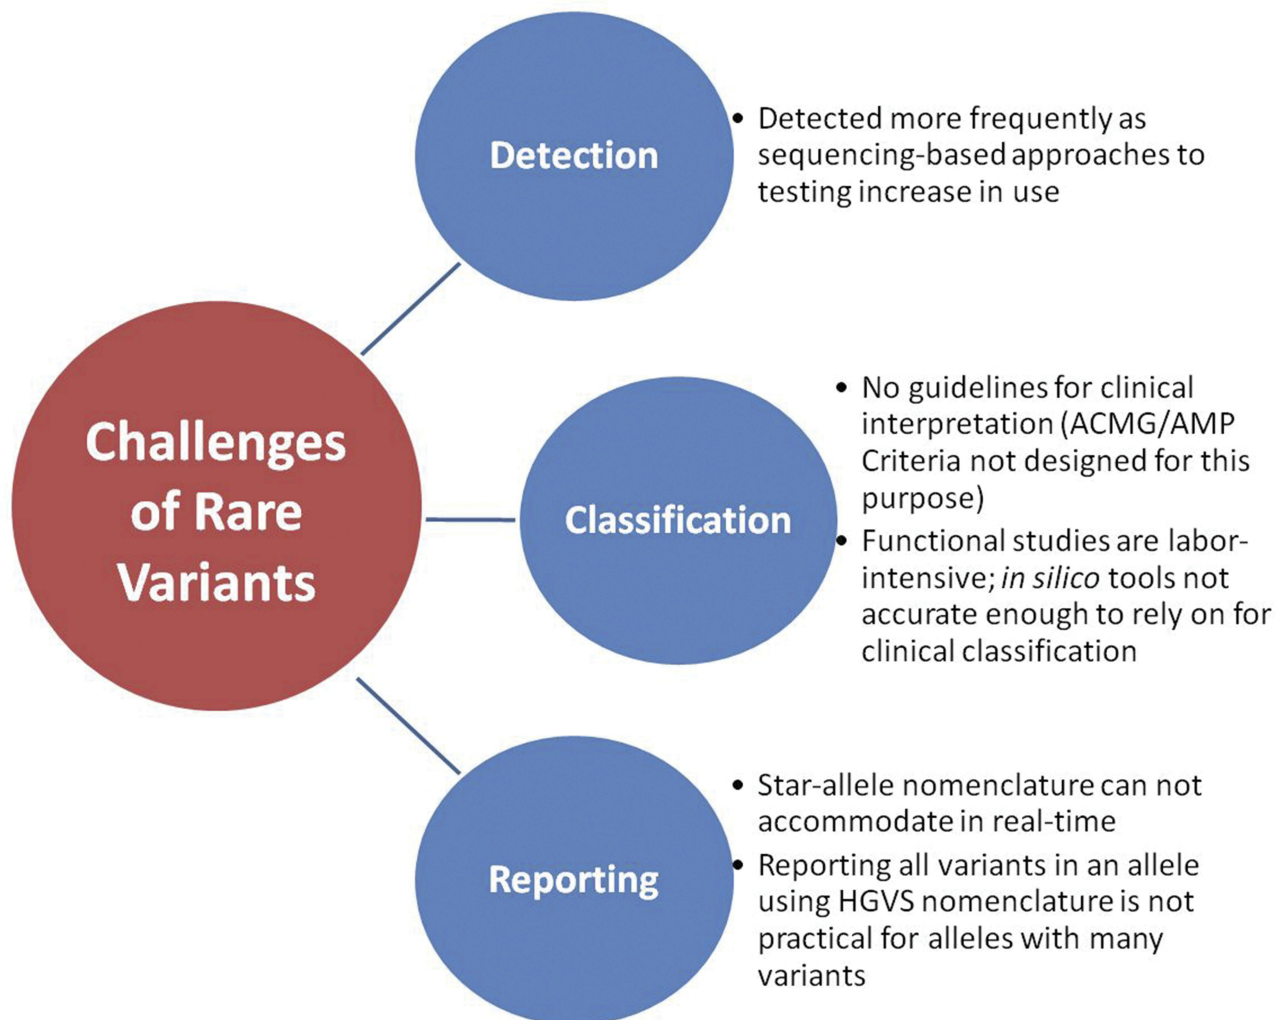 Detection
• Detected more frequently as
sequencing-based approaches to
testing increase in use
Challenges
of Rare
Variants
Classification
• No guidelines for clinical
interpretation (ACMG/AMP
Criteria not designed for this
purpose)
• Functional studies are labor-
intensive; in silico tools not
accurate enough to rely on for
clinical classification
Reporting
• Star-allele nomenclature can not
accommodate in real-time
• Reporting all variants in an allele
using HGVS nomenclature is not
practical for alleles with many
variants